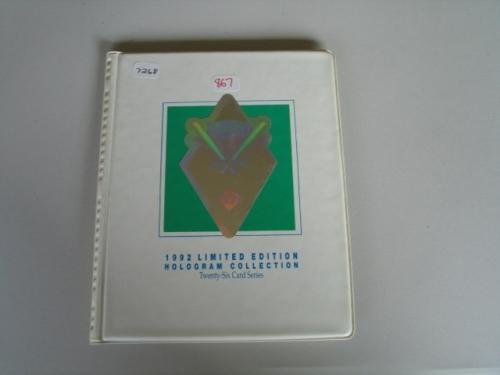 7268
867
1992 LIMITED EDITION
HOLOGRAM COLLECTION
Twenty-Six Card Series